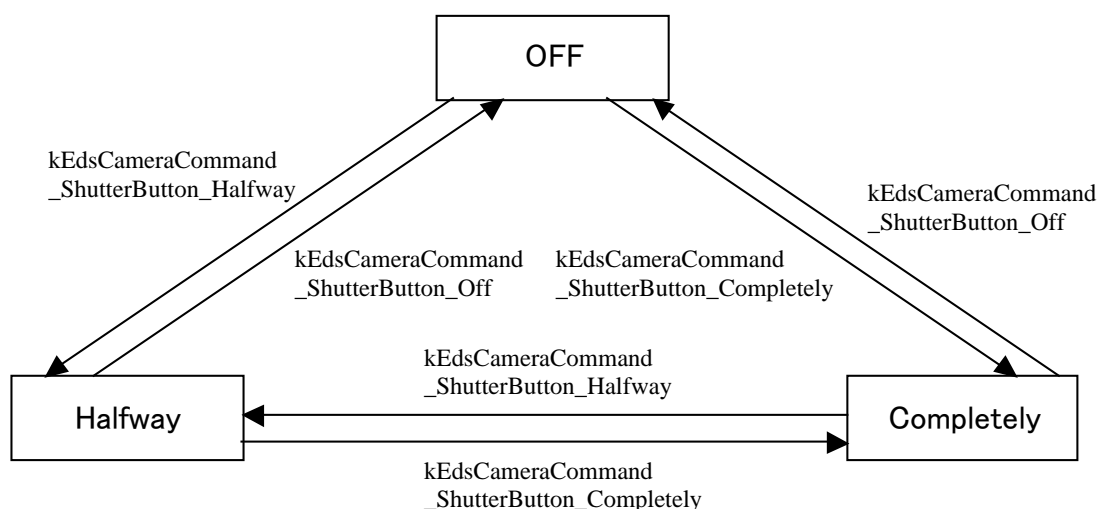 OFF
kEdsCameraCommand
_ShutterButton_Halfway
kEdsCameraCommand
_ShutterButton_Off
kEdsCameraCommand
_ShutterButton_Off
kEdsCameraCommand
_ShutterButton_Completely
kEdsCameraCommand
_ShutterButton_Halfway
Halfway
Completely
kEdsCameraCommand
_ShutterButton_Completely